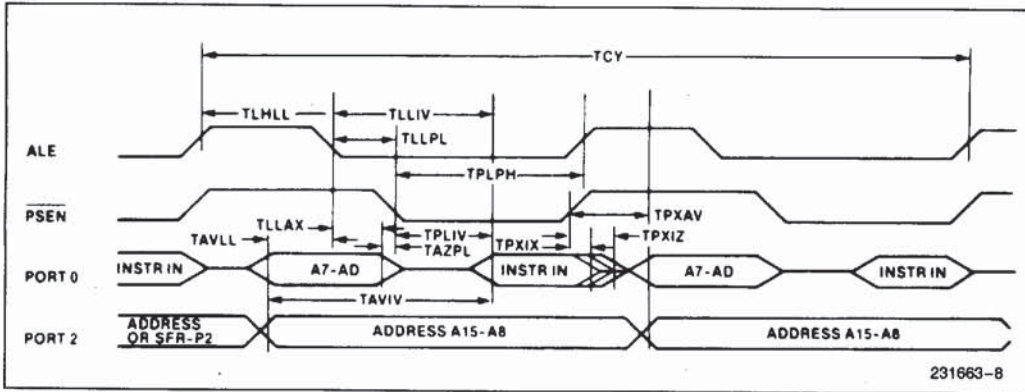 TCY
TLHLL
TLLIV
TLLPL
ALE
TPLPH
PSEN
TLLAX
TPLIV
TPXAV
TAVLL
TAZPL
TPXIX
TPXIZ
PORT 0
INSTR IN
A7-AD
INSTR IN
A7-AD
INSTR IN
TAVIV
PORT 2
ADDRESS
OR SFR-P2
ADDRESS A15-A8
ADDRESS A15-A8
231663-8